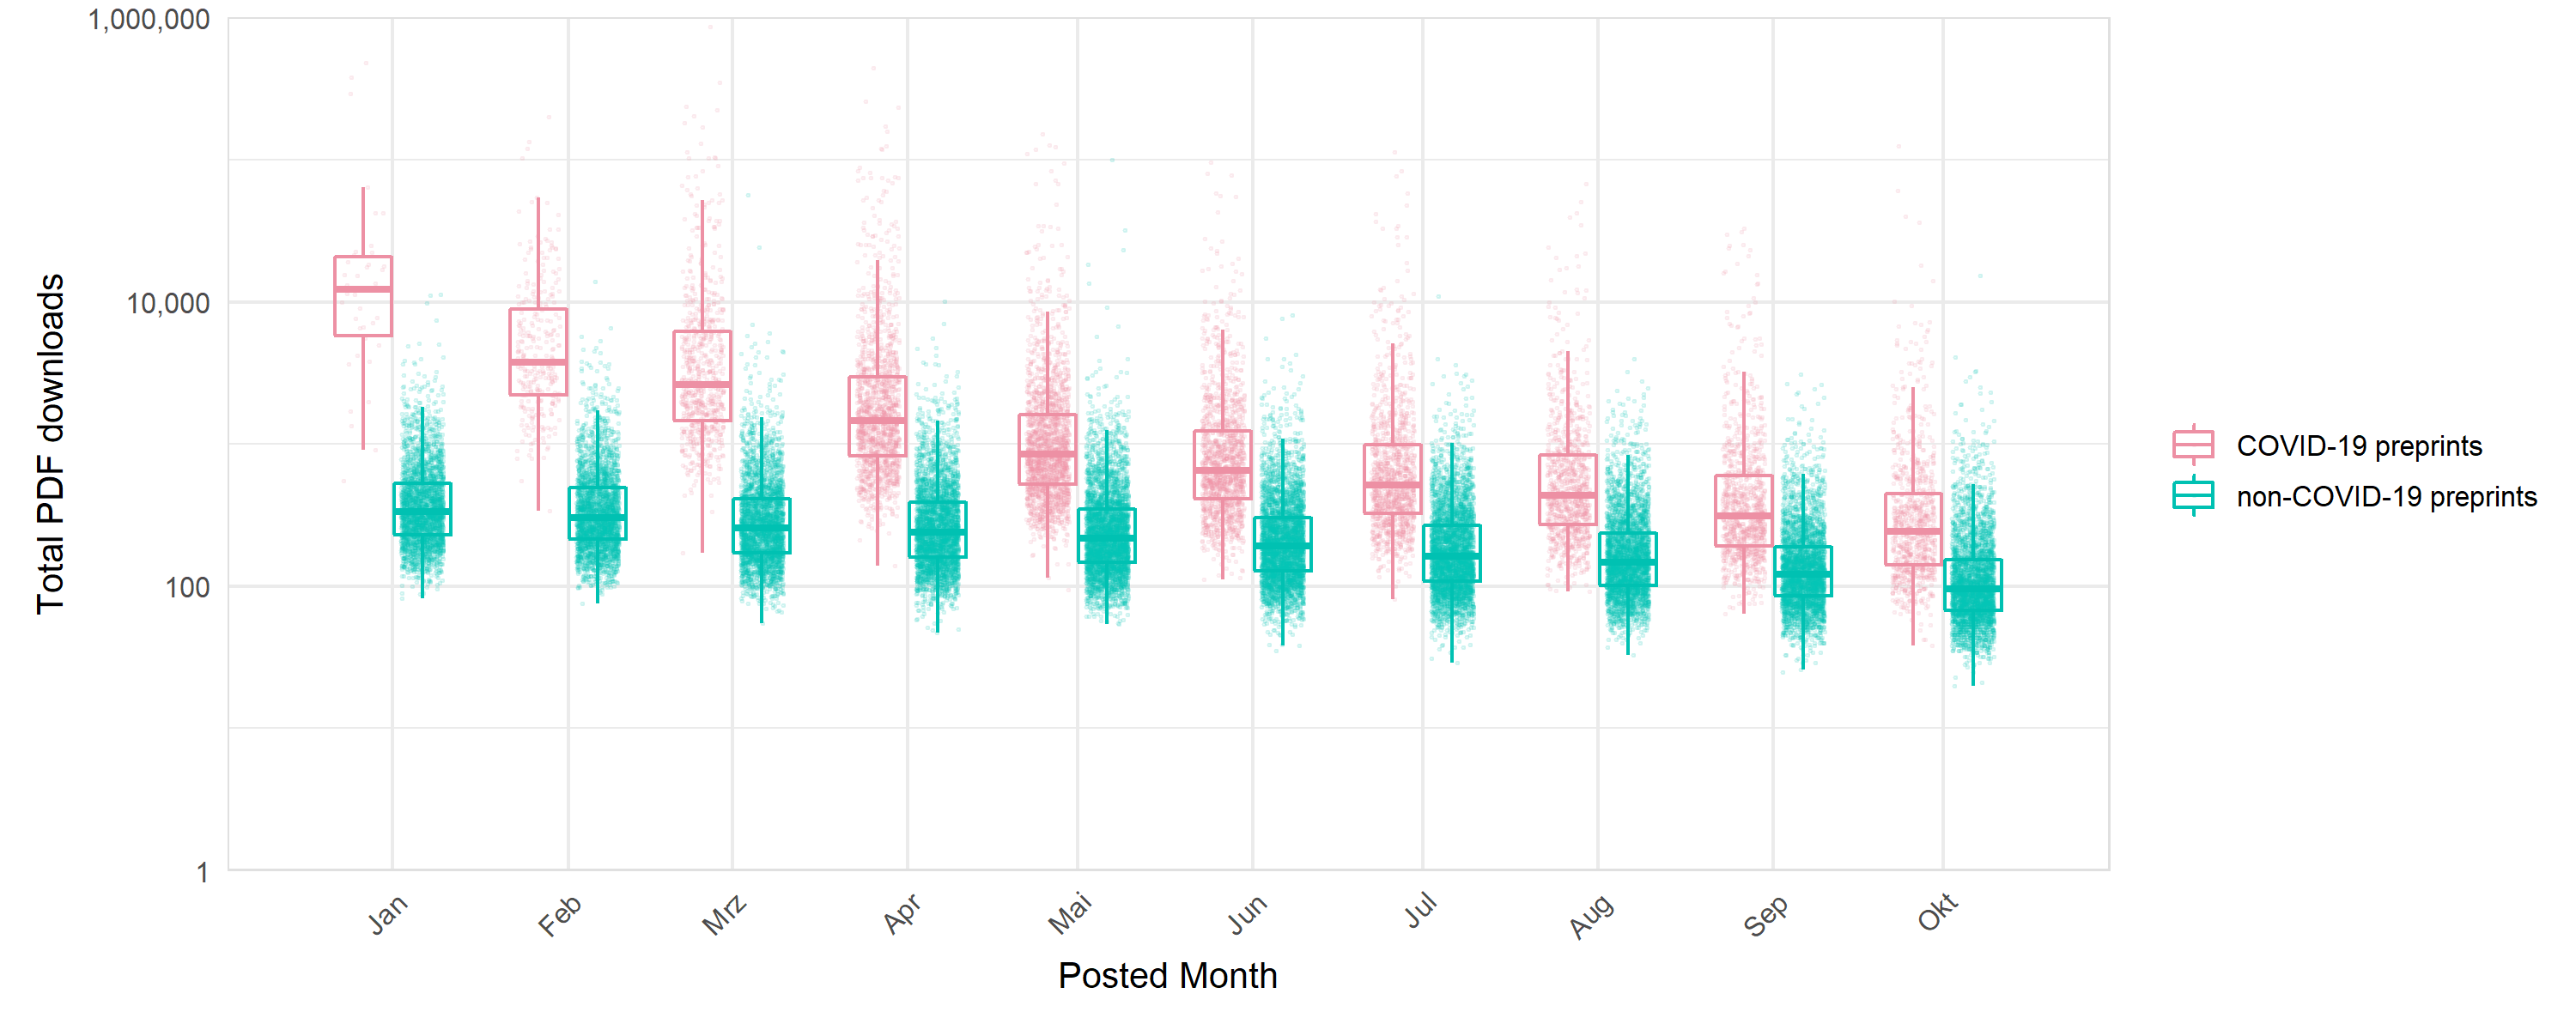 1,000,000
10,000
100
1
Total PDF downloads
Jan
Feb
Mrz
Apr
Mai
Jun
Jul
Aug
Sep
Okt
Posted Month
COVID-19 preprints
non-COVID-19 preprints